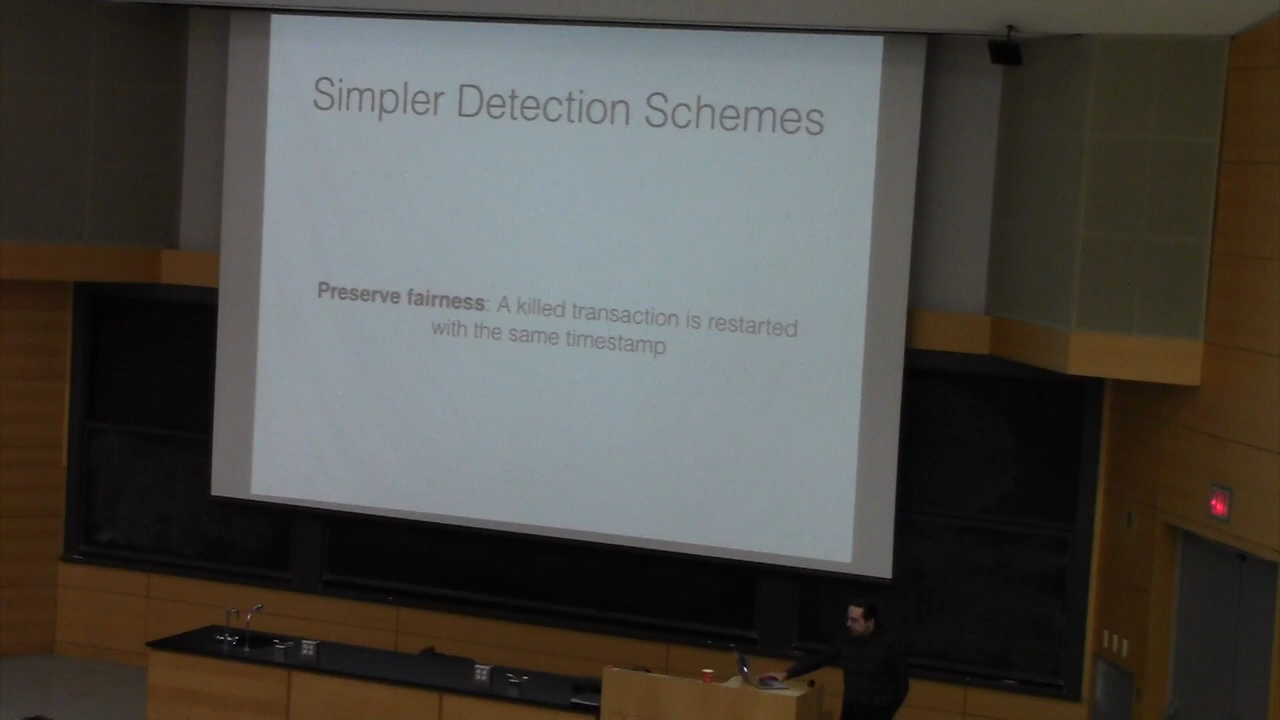 Simpler Detection Schemes
Preserve fairness: A killed transaction is restarted
with the same timestamp